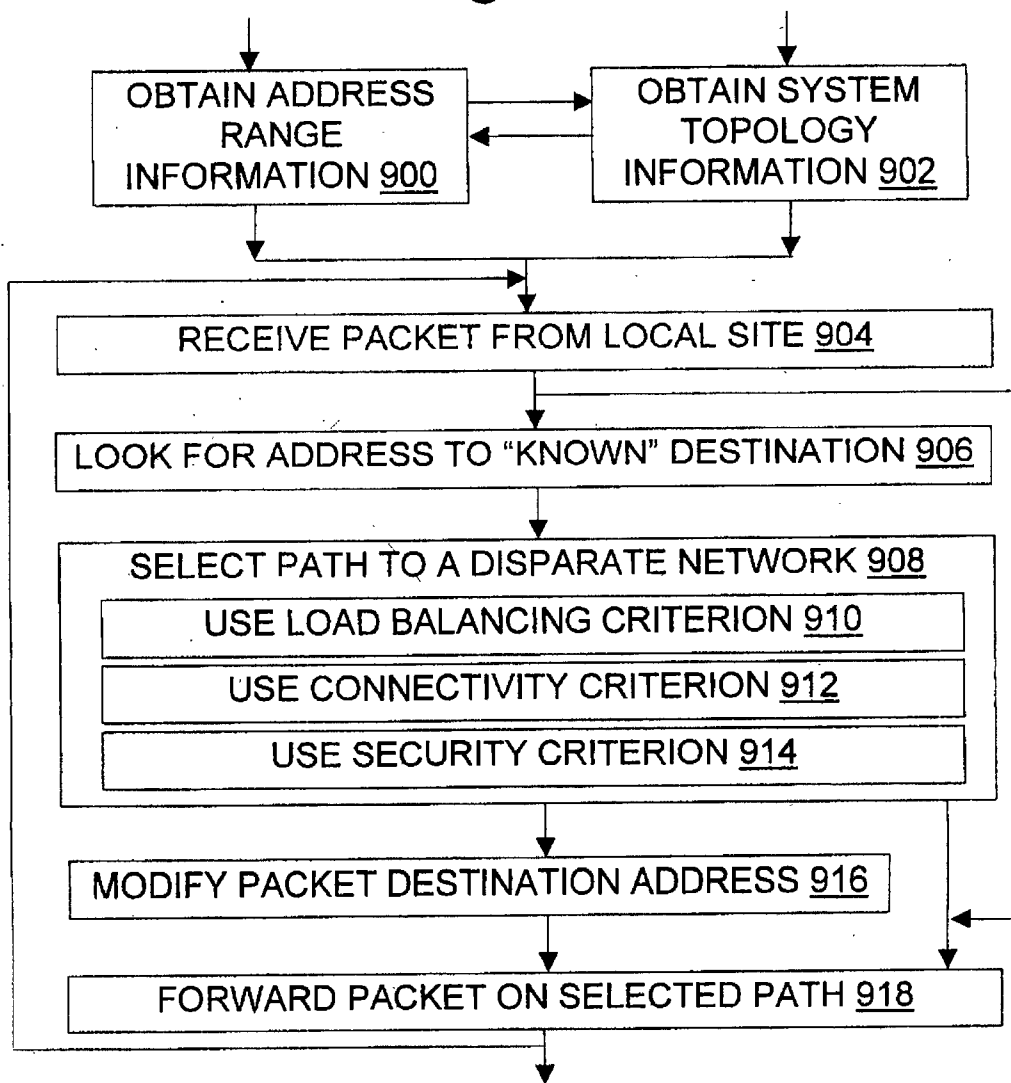 OBTAIN ADDRESS
RANGE
INFORMATION 900
OBTAIN SYSTEM
TOPOLOGY
INFORMATION 902
RECEIVE PACKET FROM LOCAL SITE 904
LOOK FOR ADDRESS TO “KNOWN” DESTINATION 906
SELECT PATH TO A DISPARATE NETWORK 908
USE LOAD BALANCING CRITERION 910
USE CONNECTIVITY CRITERION 912
USE SECURITY CRITERION 914
MODIFY PACKET DESTINATION ADDRESS 916
FORWARD PACKET ON SELECTED PATH 918